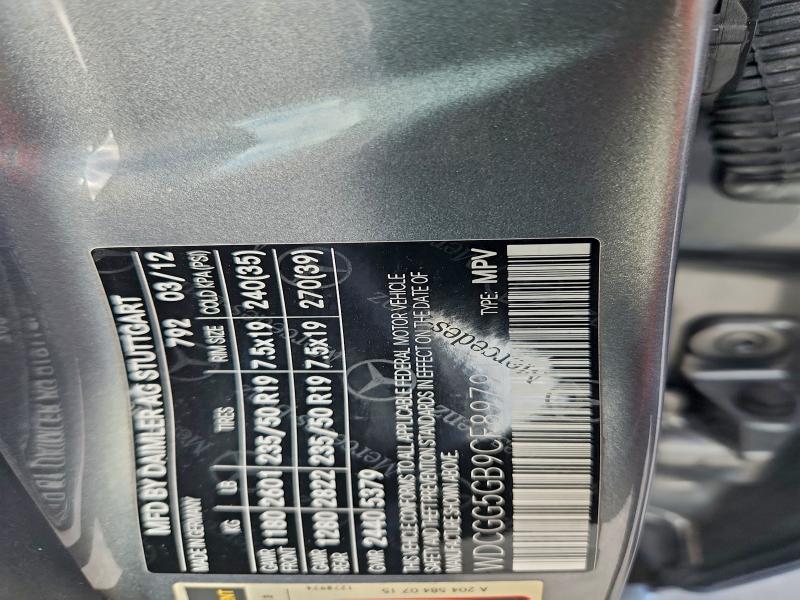 MFD BY DAIMLER AG STUTTGART
MADE IN GERMANY 792 03/12
KG LB TIRES RIM SIZE COLD KPA(PSI)
GAWR FRONT 1180 2601 235/50 R19 7.5x19 240(35)
GAWR REAR 1280 2822 235/50 R19 7.5x19 270(39)
GVWR 2440 5379
THIS VEHICLE CONFORMS TO ALL APPLICABLE FEDERAL MOTOR VEHICLE
SAFETY AND THEFT PREVENTION STANDARDS IN EFFECT ON THE DATE OF
MANUFACTURE SHOWN ABOVE.
TYPE: MPV
Mercedes
A 204 584 07 15